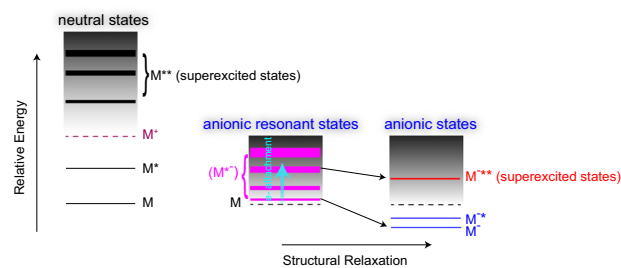 neutral states
M** (superexcited states)
M⁺
M*
M
Relative Energy
anionic resonant states
(M*⁻)
e-attachment
M
anionic states
M⁻** (superexcited states)
M⁻*
M⁻
Structural Relaxation